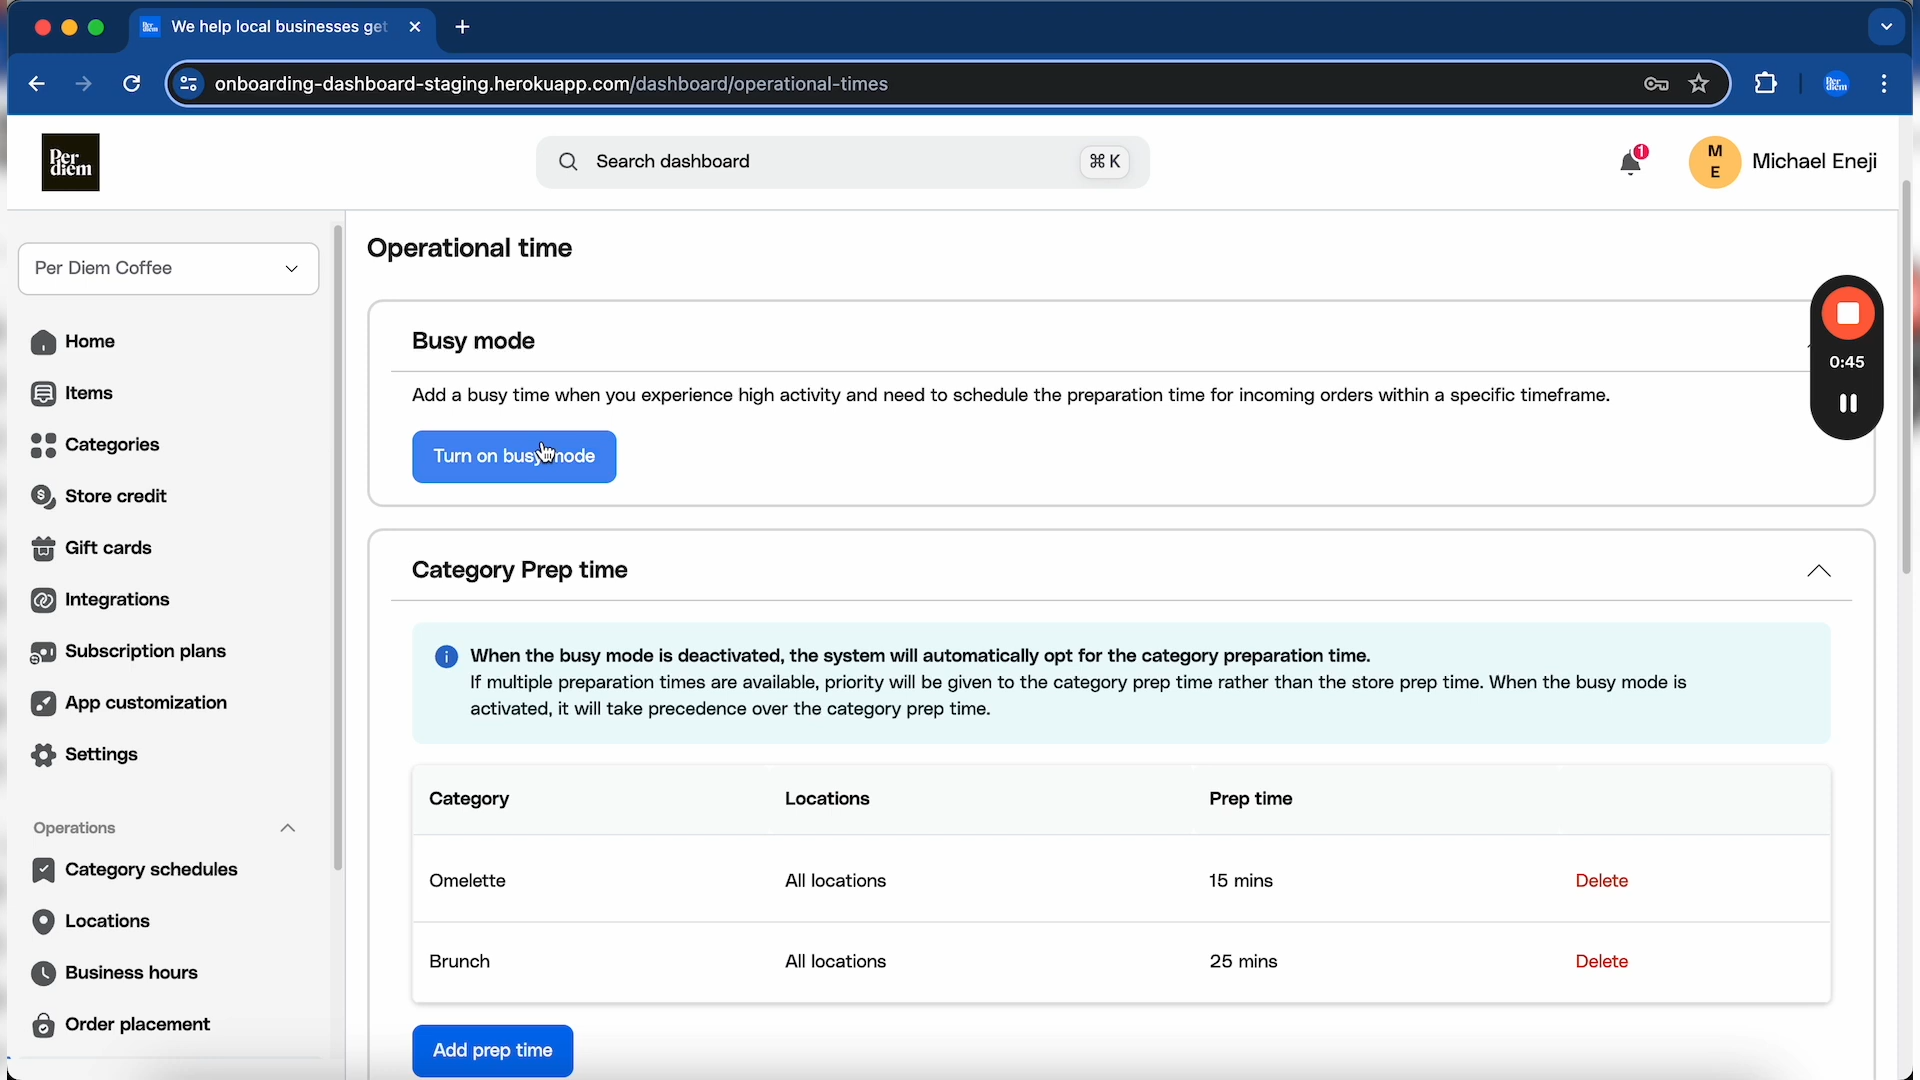 Per diem
We help local businesses get
onboarding-dashboard-staging.herokuapp.com/dashboard/operational-times
Per diem
Per
diem
Search dashboard
⌘ K
1
M
E
Michael Eneji
Per Diem Coffee
Home
Items
Categories
Store credit
Gift cards
Integrations
Subscription plans
App customization
Settings
Operations
Category schedules
Locations
Business hours
Order placement
Operational time
Busy mode
Add a busy time when you experience high activity and need to schedule the preparation time for incoming orders within a specific timeframe.
Turn on busy mode
0:45
Category Prep time
When the busy mode is deactivated, the system will automatically opt for the category preparation time.
If multiple preparation times are available, priority will be given to the category prep time rather than the store prep time. When the busy mode is
activated, it will take precedence over the category prep time.
Category Locations Prep time
Omelette All locations 15 mins Delete
Brunch All locations 25 mins Delete
Add prep time